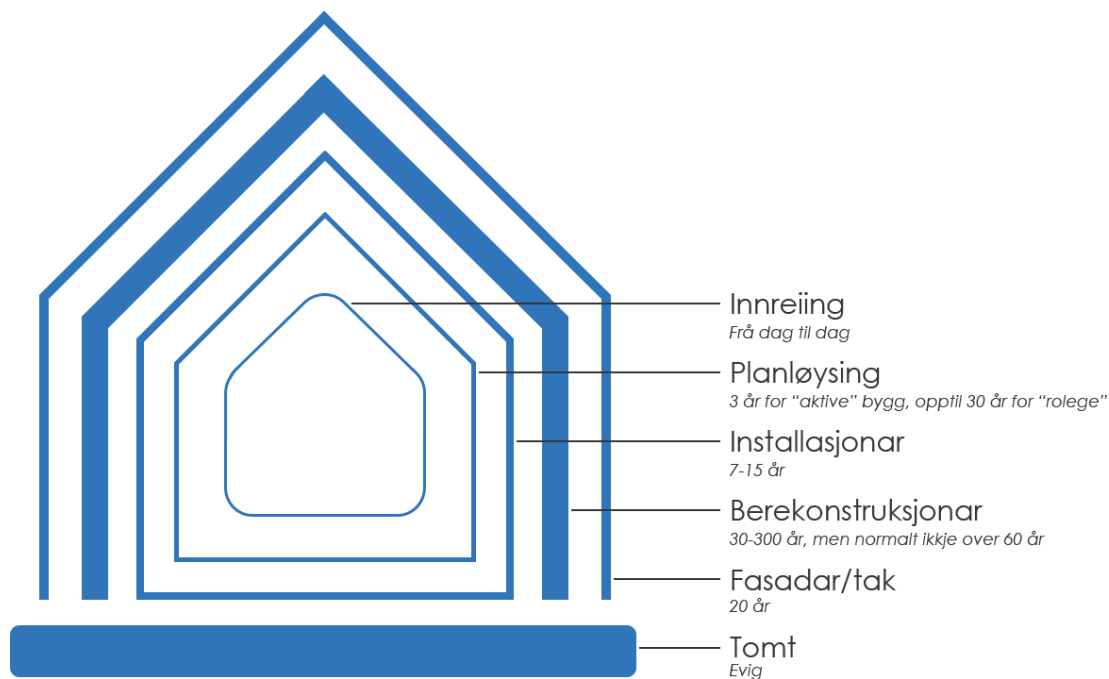 Innreiing
Frå dag til dag
Planløysing
3 år for “aktive” bygg, opptil 30 år for “rolege”
Installasjonar
7-15 år
Berekonstruksjonar
30-300 år, men normalt ikkje over 60 år
Fasadar/tak
20 år
Tomt
Evig